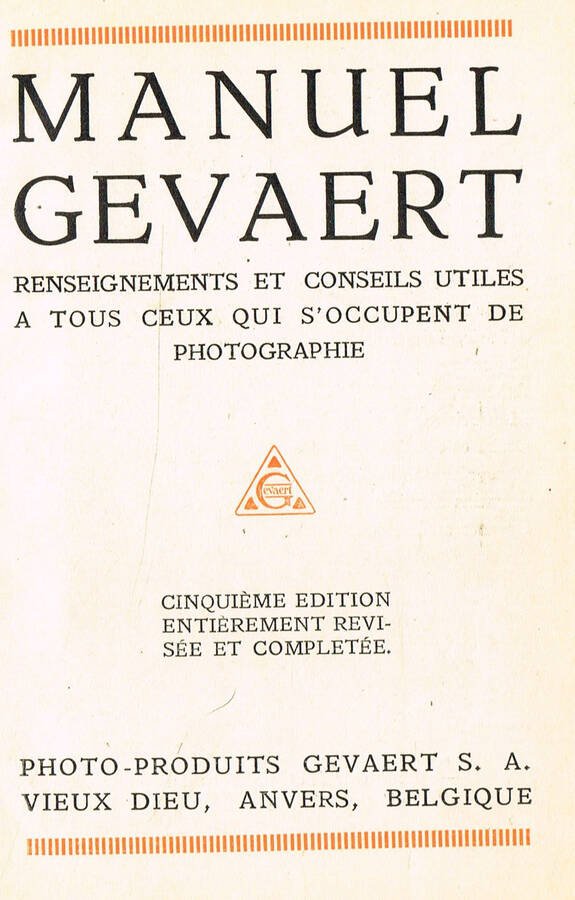 MANUEL
GEVAERT
RENSEIGNEMENTS ET CONSEILS UTILES
A TOUS CEUX QUI S'OCCUPENT DE
PHOTOGRAPHIE
Gevaert
CINQUIÈME EDITION
ENTIÈREMENT REVI-
SÉE ET COMPLETÉE.
PHOTO-PRODUITS GEVAERT S. A.
VIEUX DIEU, ANVERS, BELGIQUE